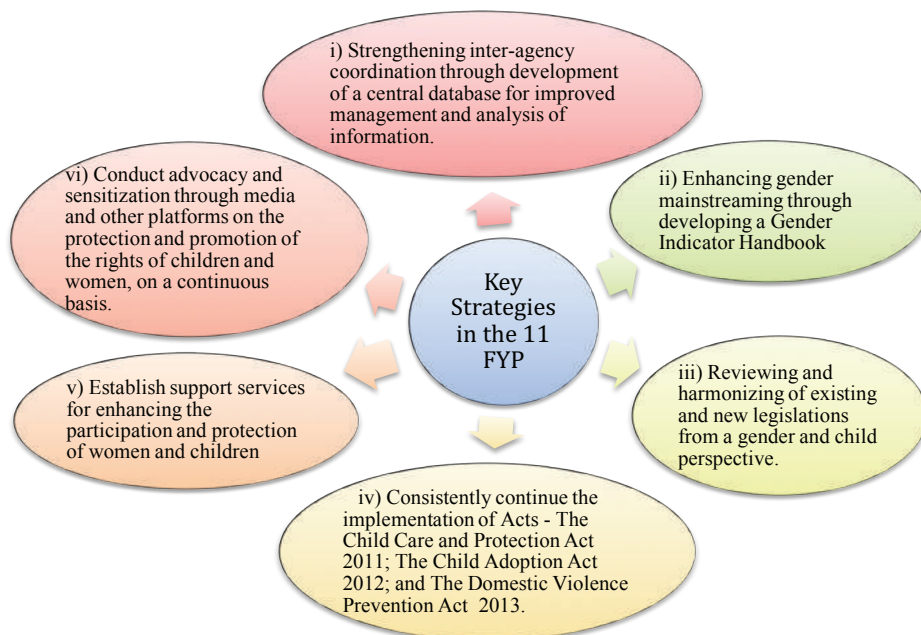 i) Strengthening inter-agency
coordination through development
of a central database for improved
management and analysis of
information.
ii) Enhancing gender
mainstreaming through
developing a Gender
Indicator Handbook
iii) Reviewing and
harmonizing of existing
and new legislations
from a gender and child
perspective.
iv) Consistently continue the
implementation of Acts - The
Child Care and Protection Act
2011; The Child Adoption Act
2012; and The Domestic Violence
Prevention Act 2013.
v) Establish support services
for enhancing the
participation and protection
of women and children
vi) Conduct advocacy and
sensitization through media
and other platforms on the
protection and promotion of
the rights of children and
women, on a continuous
basis.
Key
Strategies
in the 11
FYP